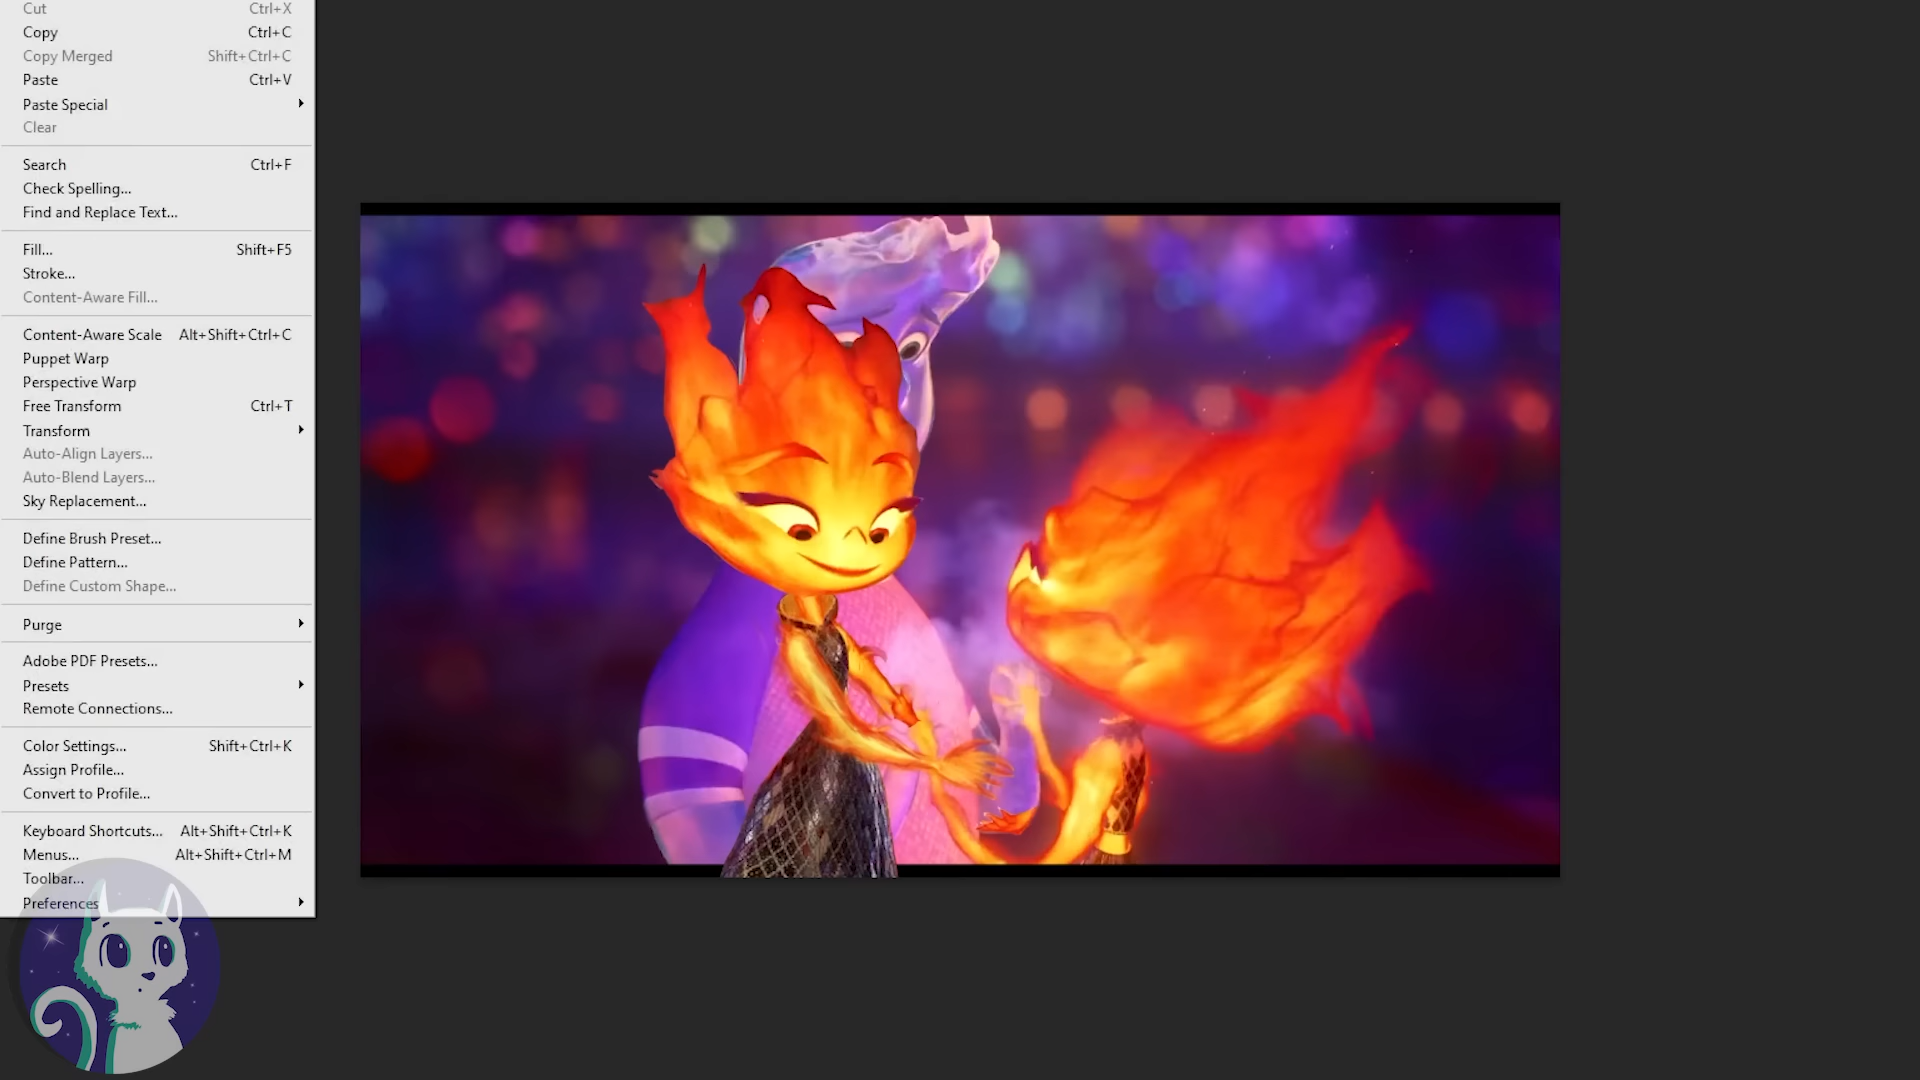 Cut Ctrl+X
Copy Ctrl+C
Copy Merged Shift+Ctrl+C
Paste Ctrl+V
Paste Special
Clear
Search Ctrl+F
Check Spelling...
Find and Replace Text...
Fill... Shift+F5
Stroke...
Content-Aware Fill...
Content-Aware Scale Alt+Shift+Ctrl+C
Puppet Warp
Perspective Warp
Free Transform Ctrl+T
Transform
Auto-Align Layers...
Auto-Blend Layers...
Sky Replacement...
Define Brush Preset...
Define Pattern...
Define Custom Shape...
Purge
Adobe PDF Presets...
Presets
Remote Connections...
Color Settings... Shift+Ctrl+K
Assign Profile...
Convert to Profile...
Keyboard Shortcuts... Alt+Shift+Ctrl+K
Menus... Alt+Shift+Ctrl+M
Toolbar...
Preferences